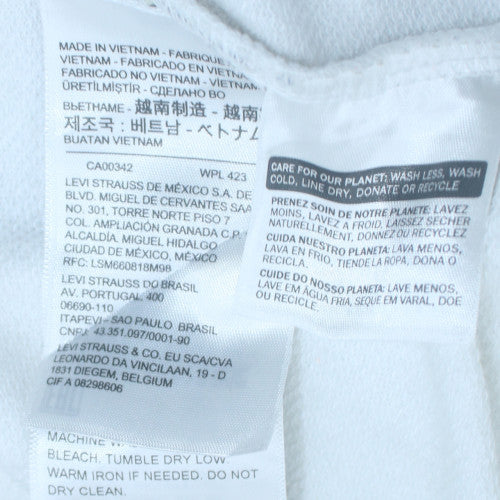 MADE IN VIETNAM - FABRIQUÉ
VIETNAM - FABRICADO EN VIETNAM
FABRICADO NO VIETNAM - VIETNAM
ÜRETİLMİŞTİR - СДЕЛАНО ВО
ВЬЕТНАМЕ - 越南制造 - 越南
제조국 : 베트남 - ベトナム
BUATAN VIETNAM
CA00342 WPL 423
LEVI STRAUSS DE MÉXICO S.A. DE
BLVD. MIGUEL DE CERVANTES SAA
NO. 301, TORRE NORTE PISO 7
COL. AMPLIACIÓN GRANADA C.P.
ALCALDÍA. MIGUEL HIDALGO
CIUDAD DE MÉXICO, MÉXICO
RFC: LSM660818M98
LEVI STRAUSS DO BRASIL
AV. PORTUGAL, 400
06690-110
ITAPEVI - SAO PAULO BRASIL
CNPJ 43.351.097/0001-90
LEVI STRAUSS & CO. EU SCA/CVA
LEONARDO DA VINCILAAN, 19 - D
1831 DIEGEM, BELGIUM
CIF A 08298606
MACHINE
BLEACH. TUMBLE DRY LOW
WARM IRON IF NEEDED. DO NOT
DRY CLEAN.
CARE FOR OUR PLANET: WASH LESS, WASH
COLD, LINE DRY, DONATE OR RECYCLE
PRENEZ SOIN DE NOTRE PLANETE: LAVEZ
MOINS, LAVEZ A FROID, LAISSEZ SECHER
NATURELLEMENT, DONNEZ OU RECYCLEZ
CUIDA NUESTRO PLANETA: LAVA MENOS,
LAVA EN FRIO, TIENDE LA ROPA, DONA O
RECICLA.
CUIDE DO NOSSO PLANETA: LAVE MENOS,
LAVE EM ÁGUA FRIA, SEQUE EM VARAL, DOE
OU RECICLE.